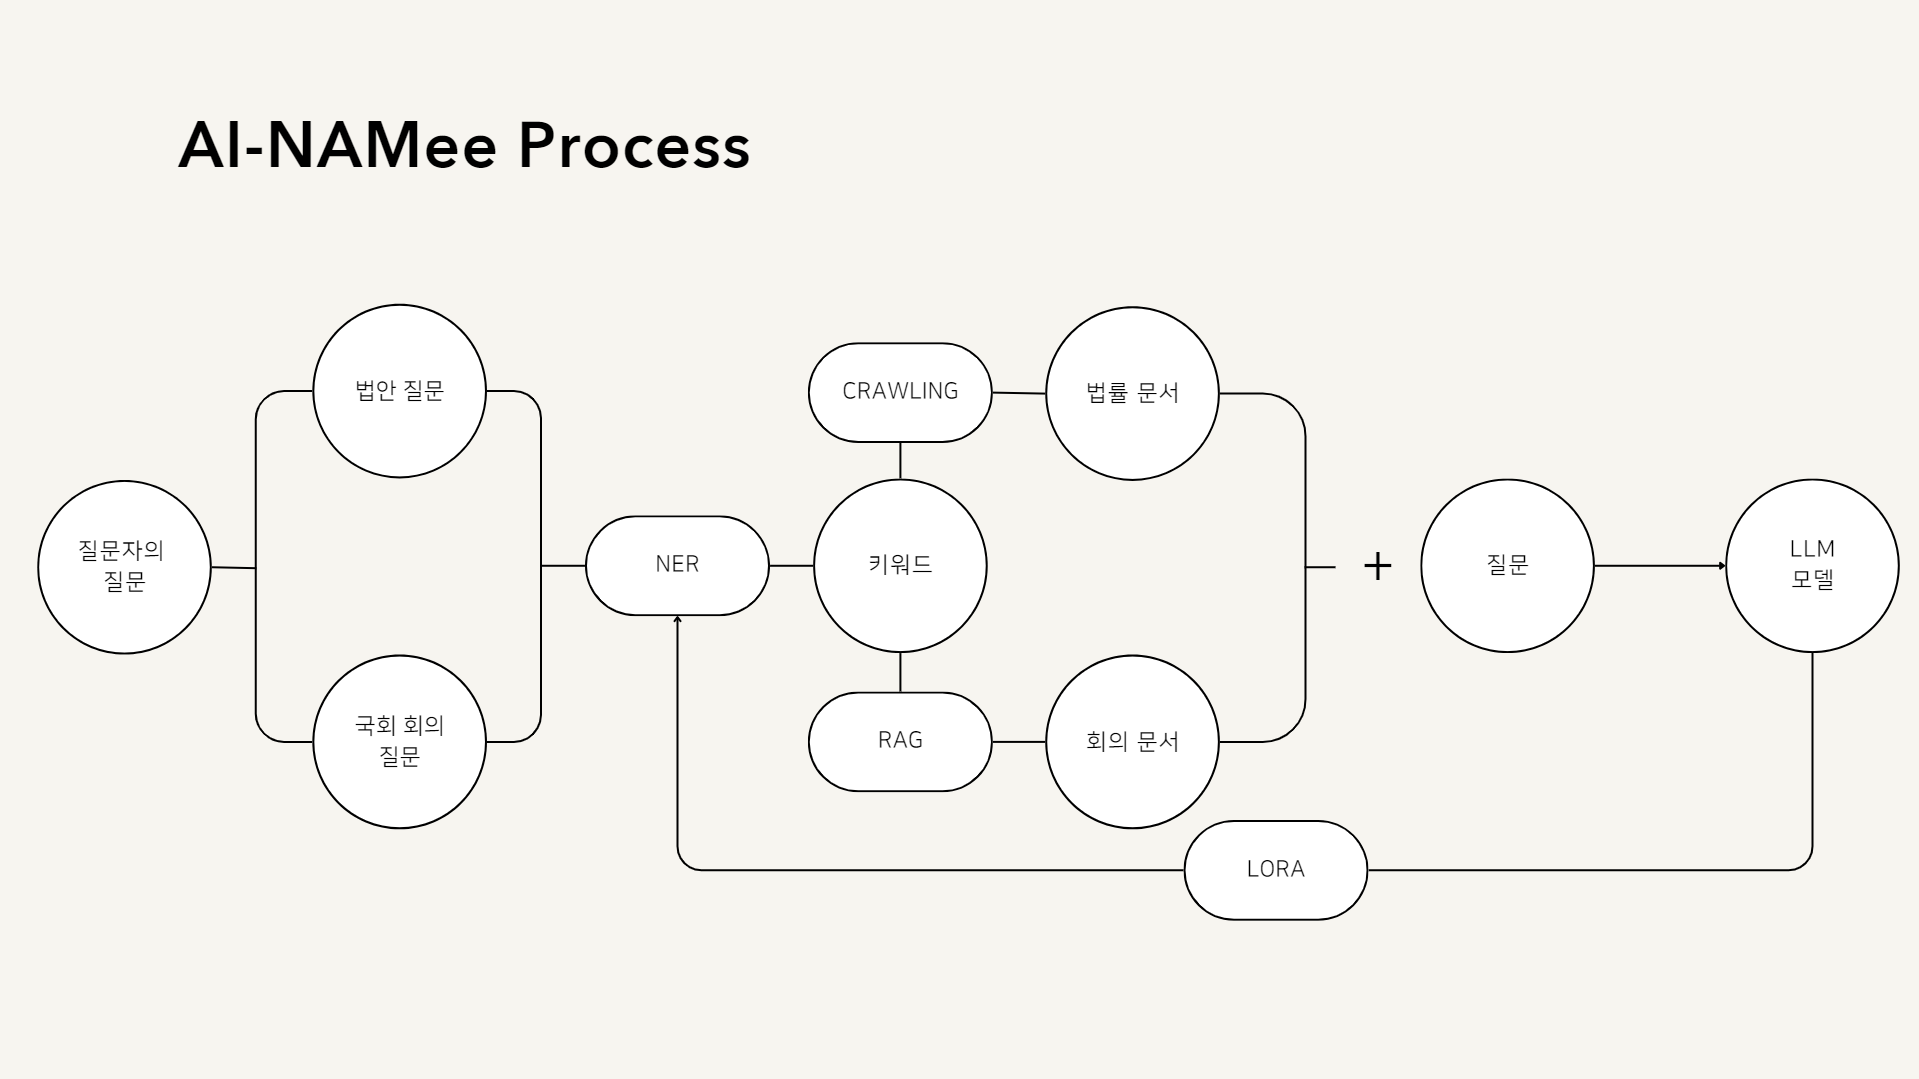 AI-NAMee Process
질문자의
질문
법안 질문
국회 회의
질문
NER
키워드
CRAWLING
RAG
법률 문서
회의 문서
+
질문
LLM
모델
LORA